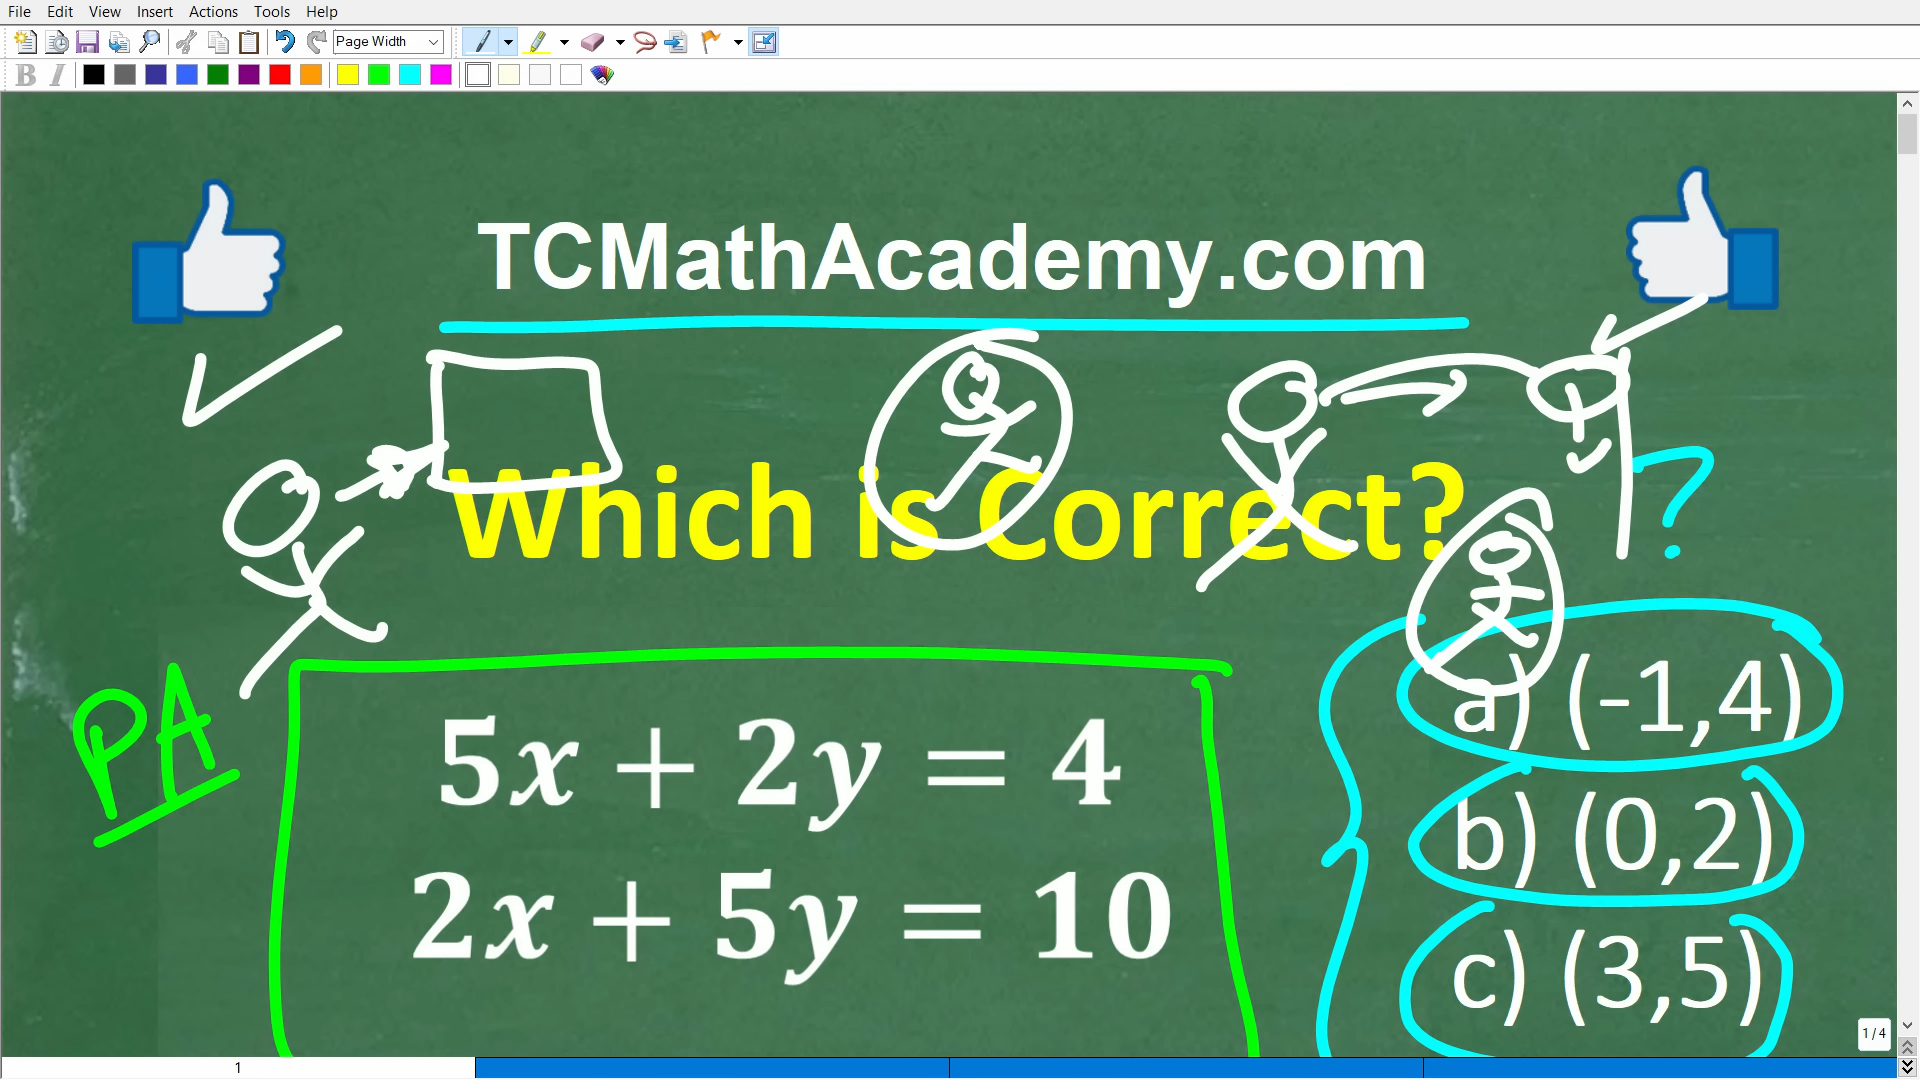 File Edit View Insert Actions Tools Help
Page Width
B I
TCMathAcademy.com
Which is Correct?
?
PA
5x + 2y = 4
2x + 5y = 10
a) (-1,4)
b) (0,2)
c) (3,5)
1 / 4
1